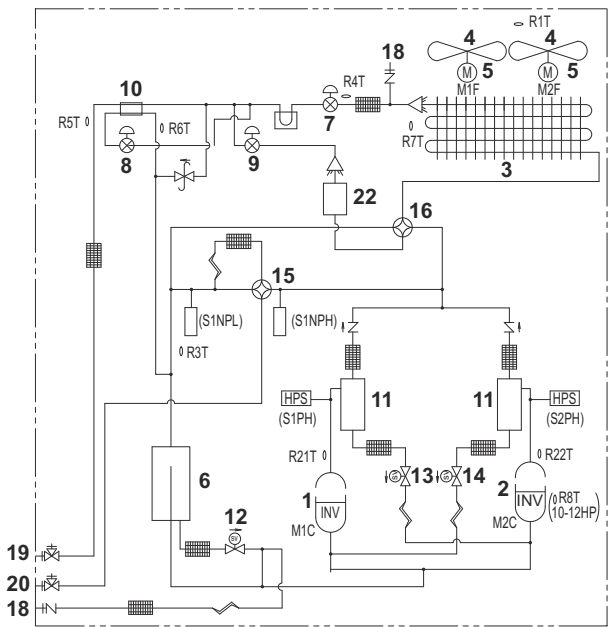 R1T
4
4
18
M
5
M
5
10
R4T
M1F
M2F
R5T
R6T
7
R7T
8
9
3
22
16
15
(S1NPL)
(S1NPH)
R3T
HPS
11
11
HPS
(S1PH)
(S2PH)
R21T
R22T
6
SV
13
SV
14
1
2
R8T
INV
INV
10-12HP
12
M1C
M2C
SV
19
20
18